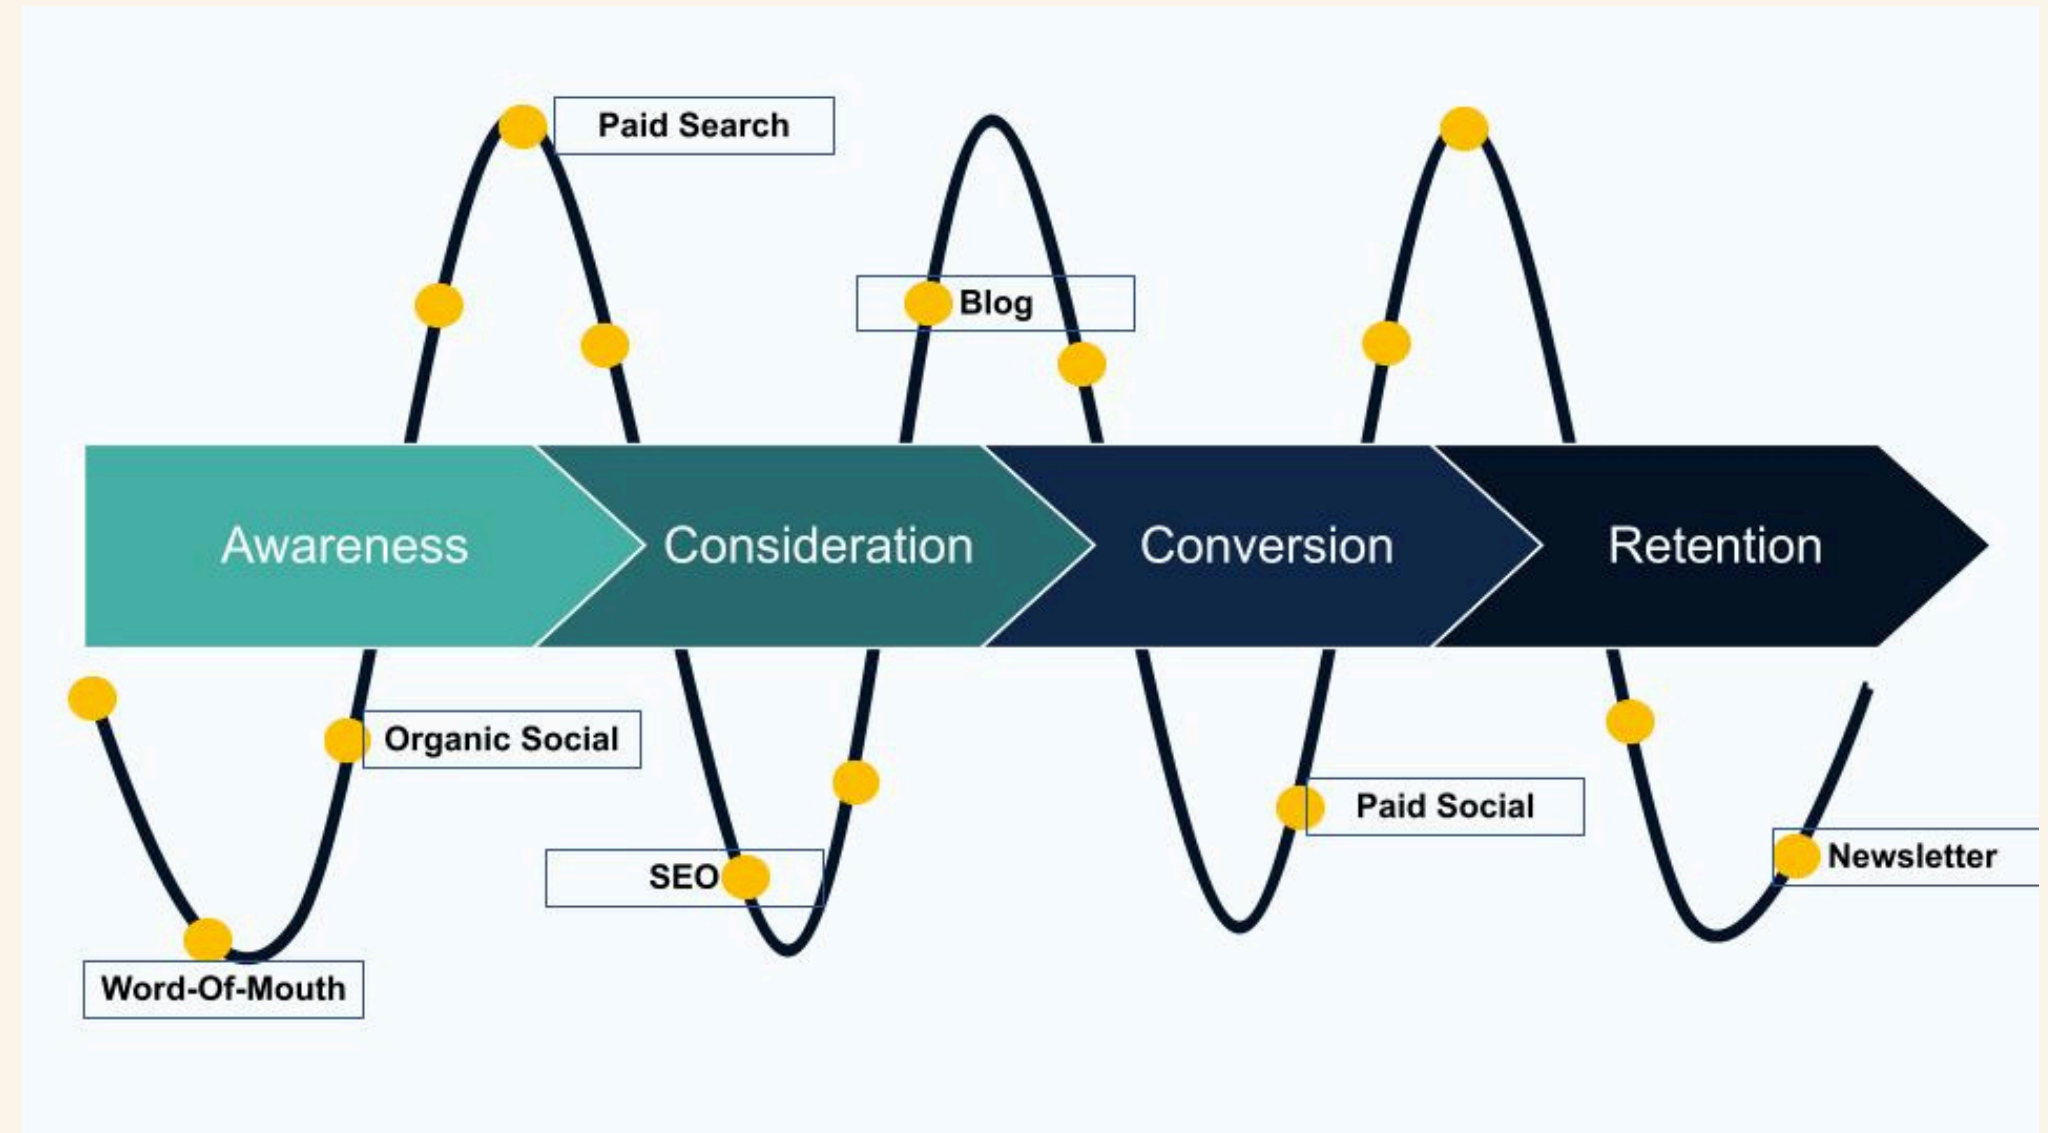 Paid Search
Blog
Awareness
Consideration
Conversion
Retention
Organic Social
Paid Social
SEO
Newsletter
Word-Of-Mouth